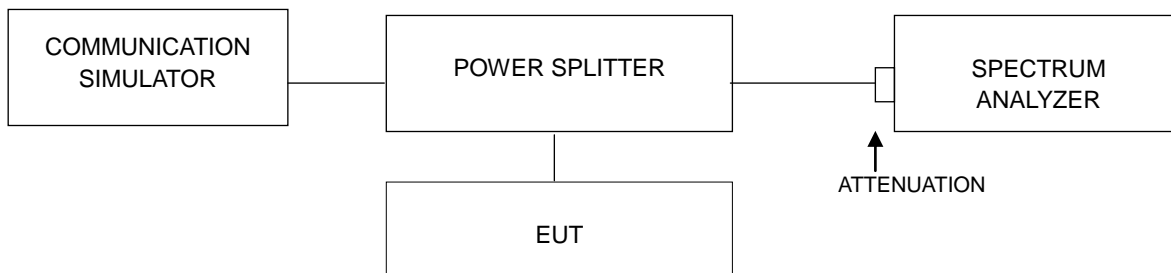 COMMUNICATION
SIMULATOR
POWER SPLITTER
SPECTRUM
ANALYZER
ATTENUATION
EUT